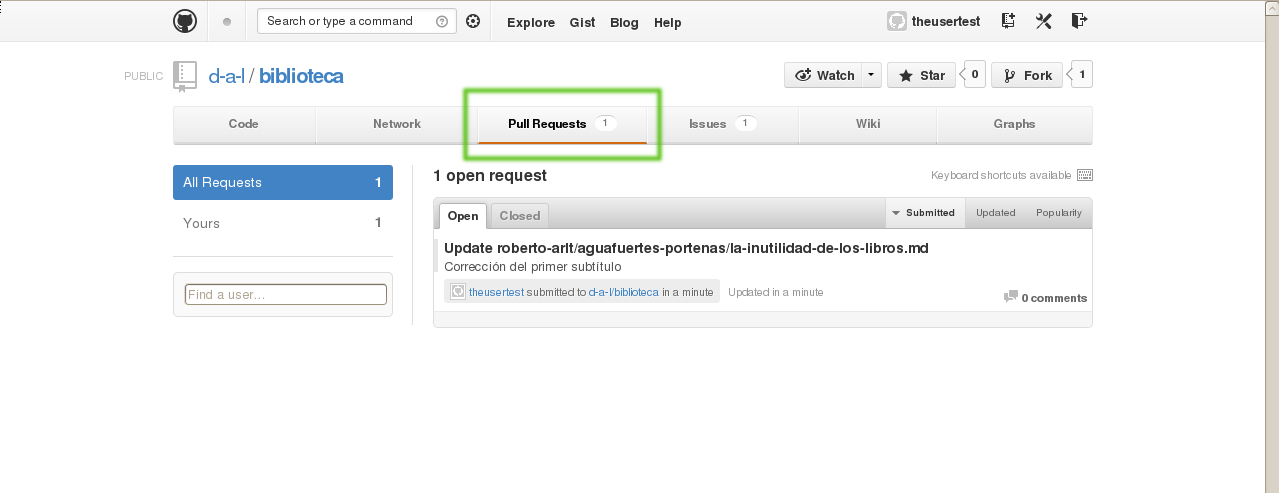 Search or type a command
Explore Gist Blog Help
theusertest
PUBLIC
d-a-l / biblioteca
Watch
Star 0
Fork 1
Code
Network
Pull Requests 1
Issues 1
Wiki
Graphs
All Requests 1
Yours 1
Find a user...
1 open request
Keyboard shortcuts available
Open
Closed
Submitted
Updated
Popularity
Update roberto-arlt/aguafuertes-portenas/la-inutilidad-de-los-libros.md
Corrección del primer subtítulo
theusertest submitted to d-a-l/biblioteca in a minute
Updated in a minute
0 comments